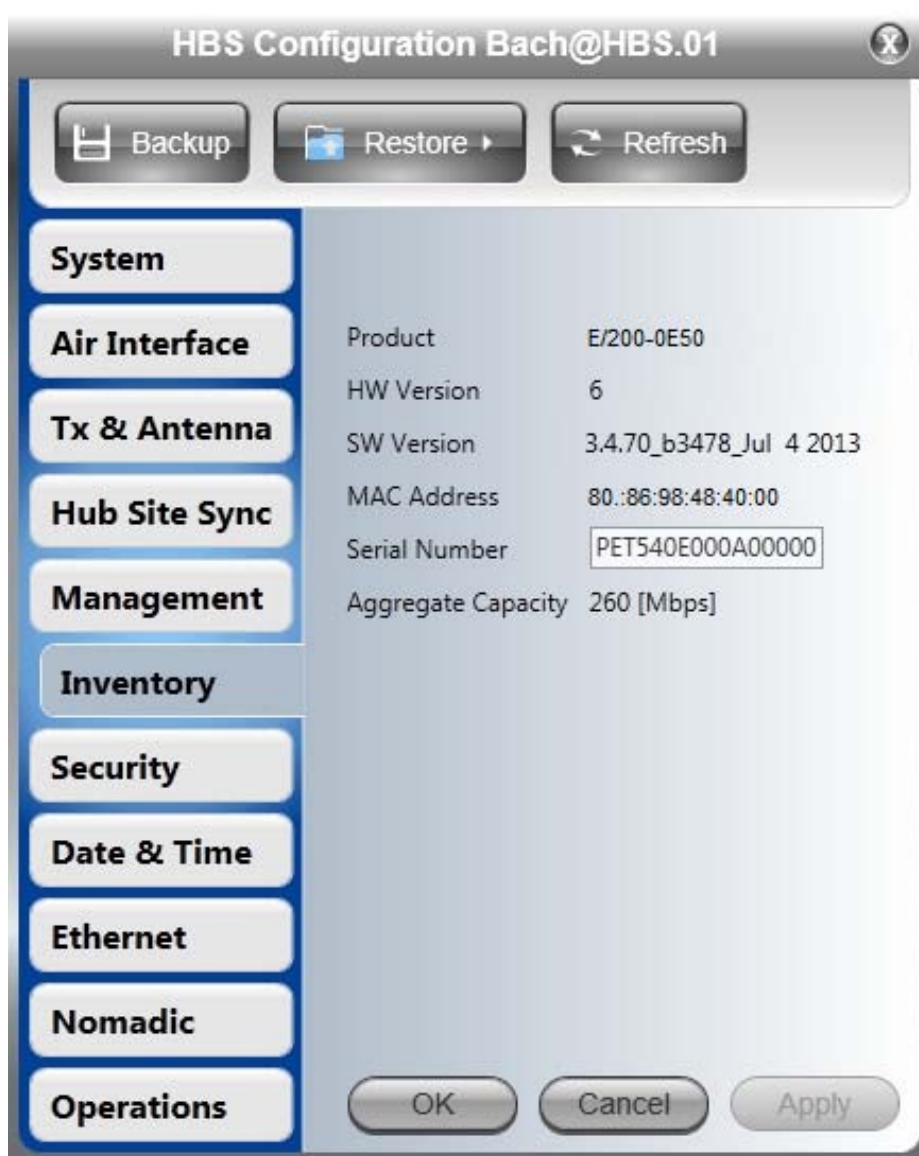 HBS Configuration Bach@HBS.01
Backup
Restore
Refresh
System
Air Interface
Tx & Antenna
Hub Site Sync
Management
Inventory
Security
Date & Time
Ethernet
Nomadic
Operations
Product E/200-0E50
HW Version 6
SW Version 3.4.70_b3478_Jul 4 2013
MAC Address 80.:86:98:48:40:00
Serial Number PET540E000A00000
Aggregate Capacity 260 [Mbps]
OK
Cancel
Apply